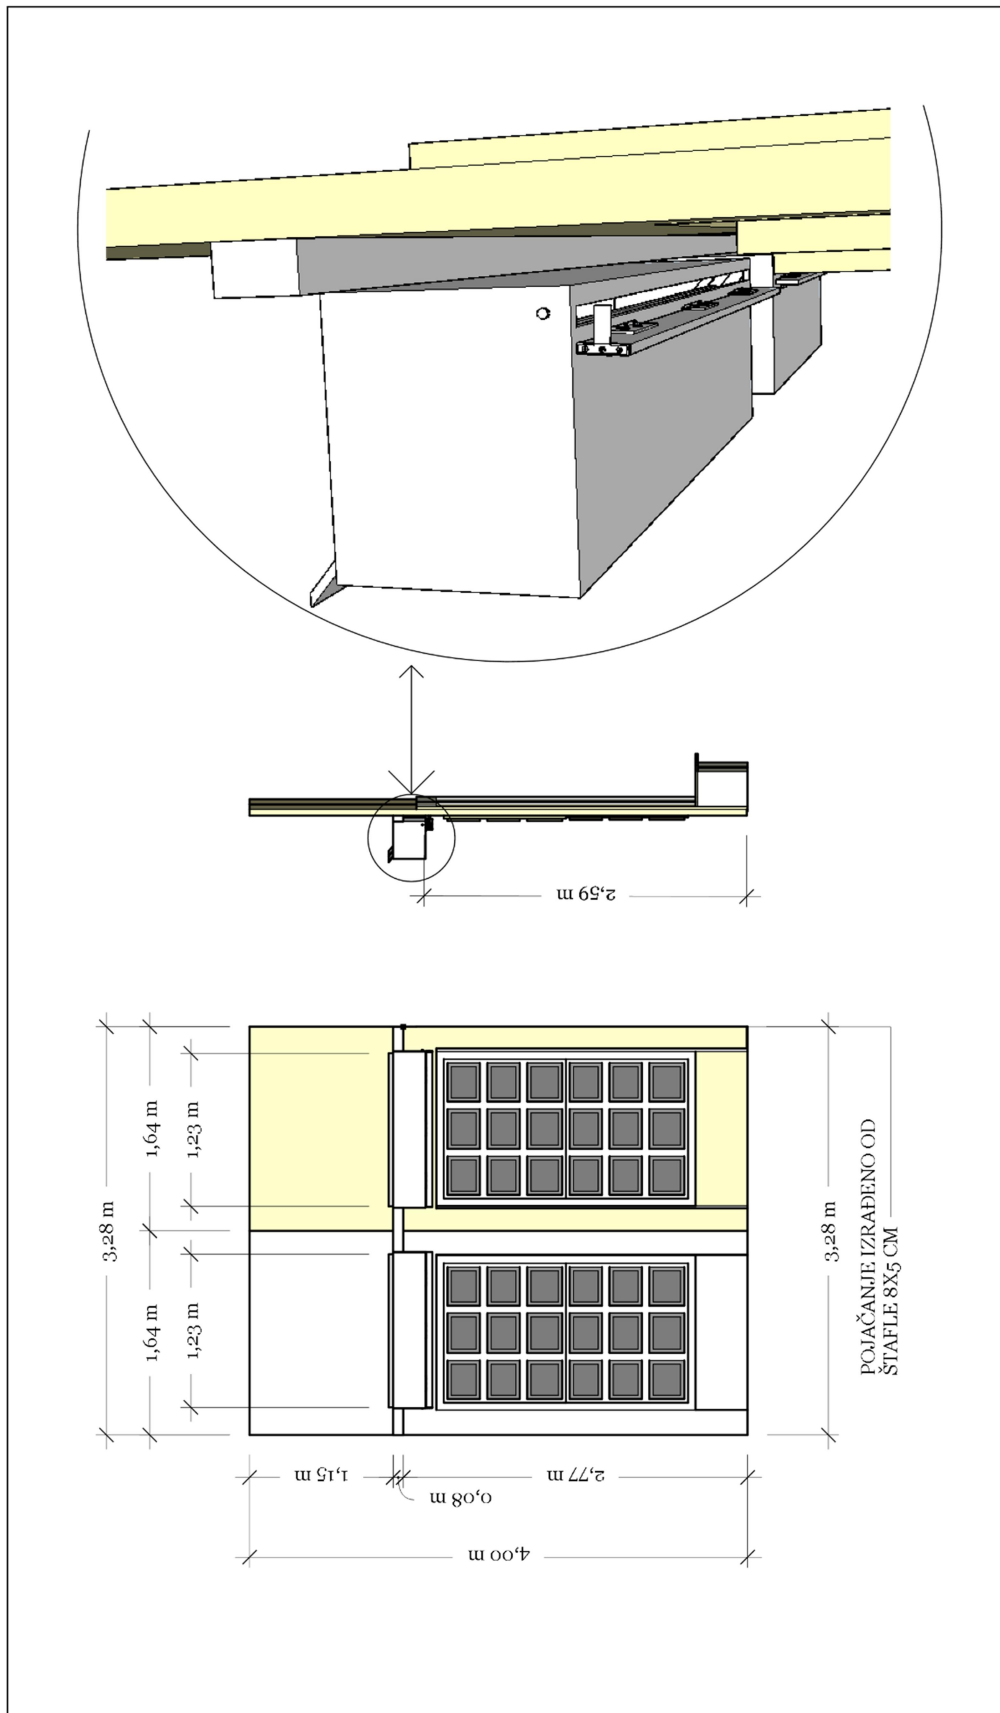 2,59 m
3,28 m
1,64 m
1,64 m
1,23 m
1,23 m
3,28 m
POJAČANJE IZRAĐENO OD
ŠTAFLE 8X5 CM
1,15 m
2,77 m
0,08 m
4,00 m